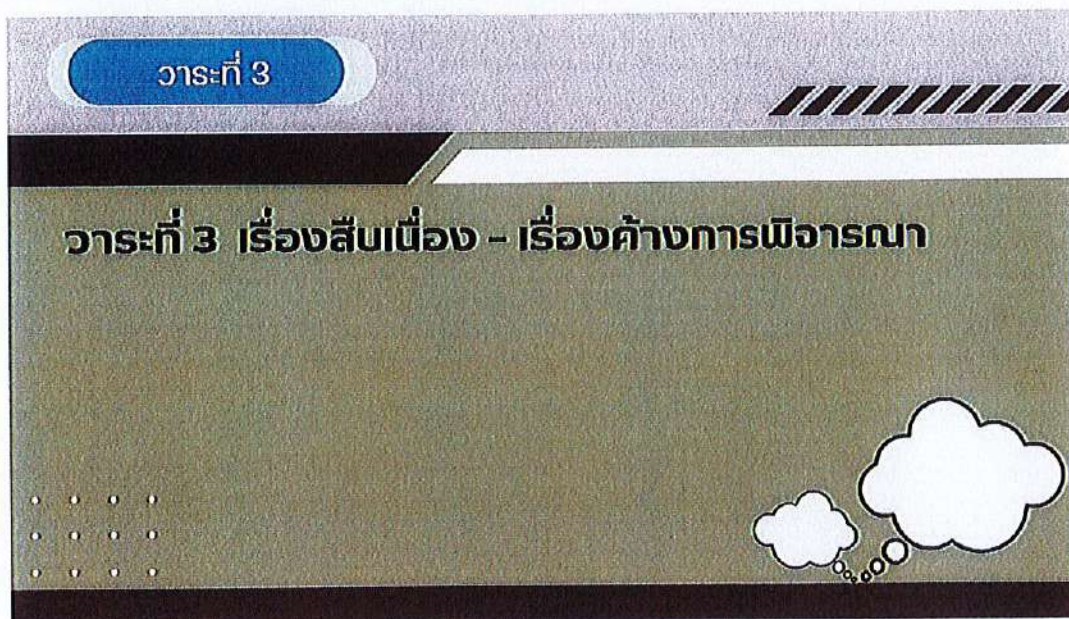 วาระที่ 3
วาระที่ 3 เรื่องสืบเนื่อง - เรื่องค้างการพิจารณา